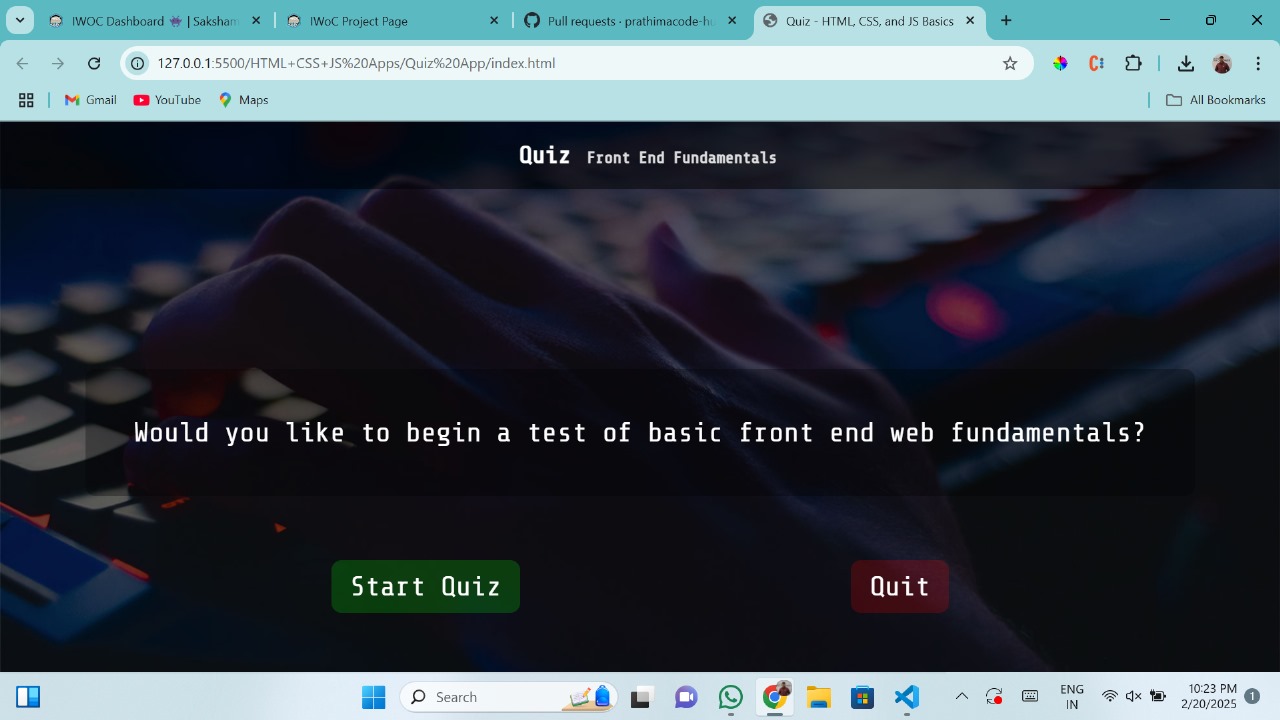 IWOC Dashboard 👾 | Saksham
IWoC Project Page
Pull requests · prathimacode-hu
Quiz - HTML, CSS, and JS Basics
127.0.0.1:5500/HTML+CSS+JS%20Apps/Quiz%20App/index.html
Gmail
YouTube
Maps
All Bookmarks
Quiz Front End Fundamentals
Would you like to begin a test of basic front end web fundamentals?
Start Quiz
Quit
Search
ENG
IN
10:23 PM
2/20/2025
1